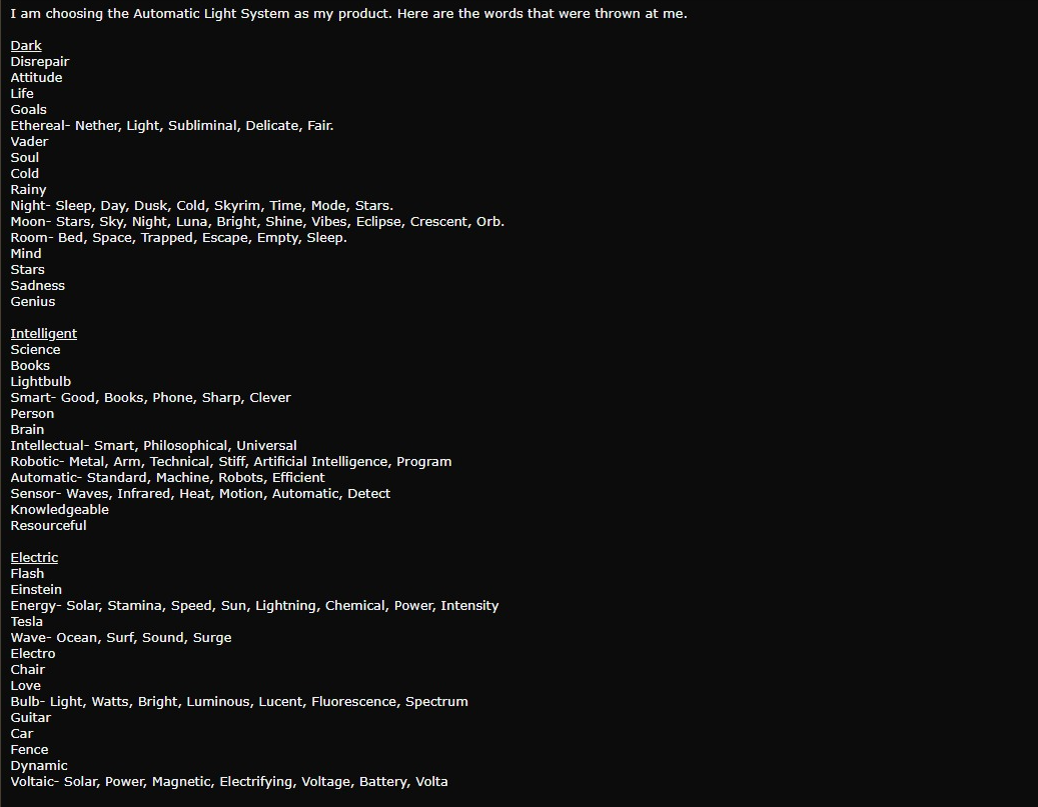 I am choosing the Automatic Light System as my product. Here are the words that were thrown at me.
Dark
Disrepair
Attitude
Life
Goals
Ethereal- Nether, Light, Subliminal, Delicate, Fair.
Vader
Soul
Cold
Rainy
Night- Sleep, Day, Dusk, Cold, Skyrim, Time, Mode, Stars.
Moon- Stars, Sky, Night, Luna, Bright, Shine, Vibes, Eclipse, Crescent, Orb.
Room- Bed, Space, Trapped, Escape, Empty, Sleep.
Mind
Stars
Sadness
Genius
Intelligent
Science
Books
Lightbulb
Smart- Good, Books, Phone, Sharp, Clever
Person
Brain
Intellectual- Smart, Philosophical, Universal
Robotic- Metal, Arm, Technical, Stiff, Artificial Intelligence, Program
Automatic- Standard, Machine, Robots, Efficient
Sensor- Waves, Infrared, Heat, Motion, Automatic, Detect
Knowledgeable
Resourceful
Electric
Flash
Einstein
Energy- Solar, Stamina, Speed, Sun, Lightning, Chemical, Power, Intensity
Tesla
Wave- Ocean, Surf, Sound, Surge
Electro
Chair
Love
Bulb- Light, Watts, Bright, Luminous, Lucent, Fluorescence, Spectrum
Guitar
Car
Fence
Dynamic
Voltaic- Solar, Power, Magnetic, Electrifying, Voltage, Battery, Volta